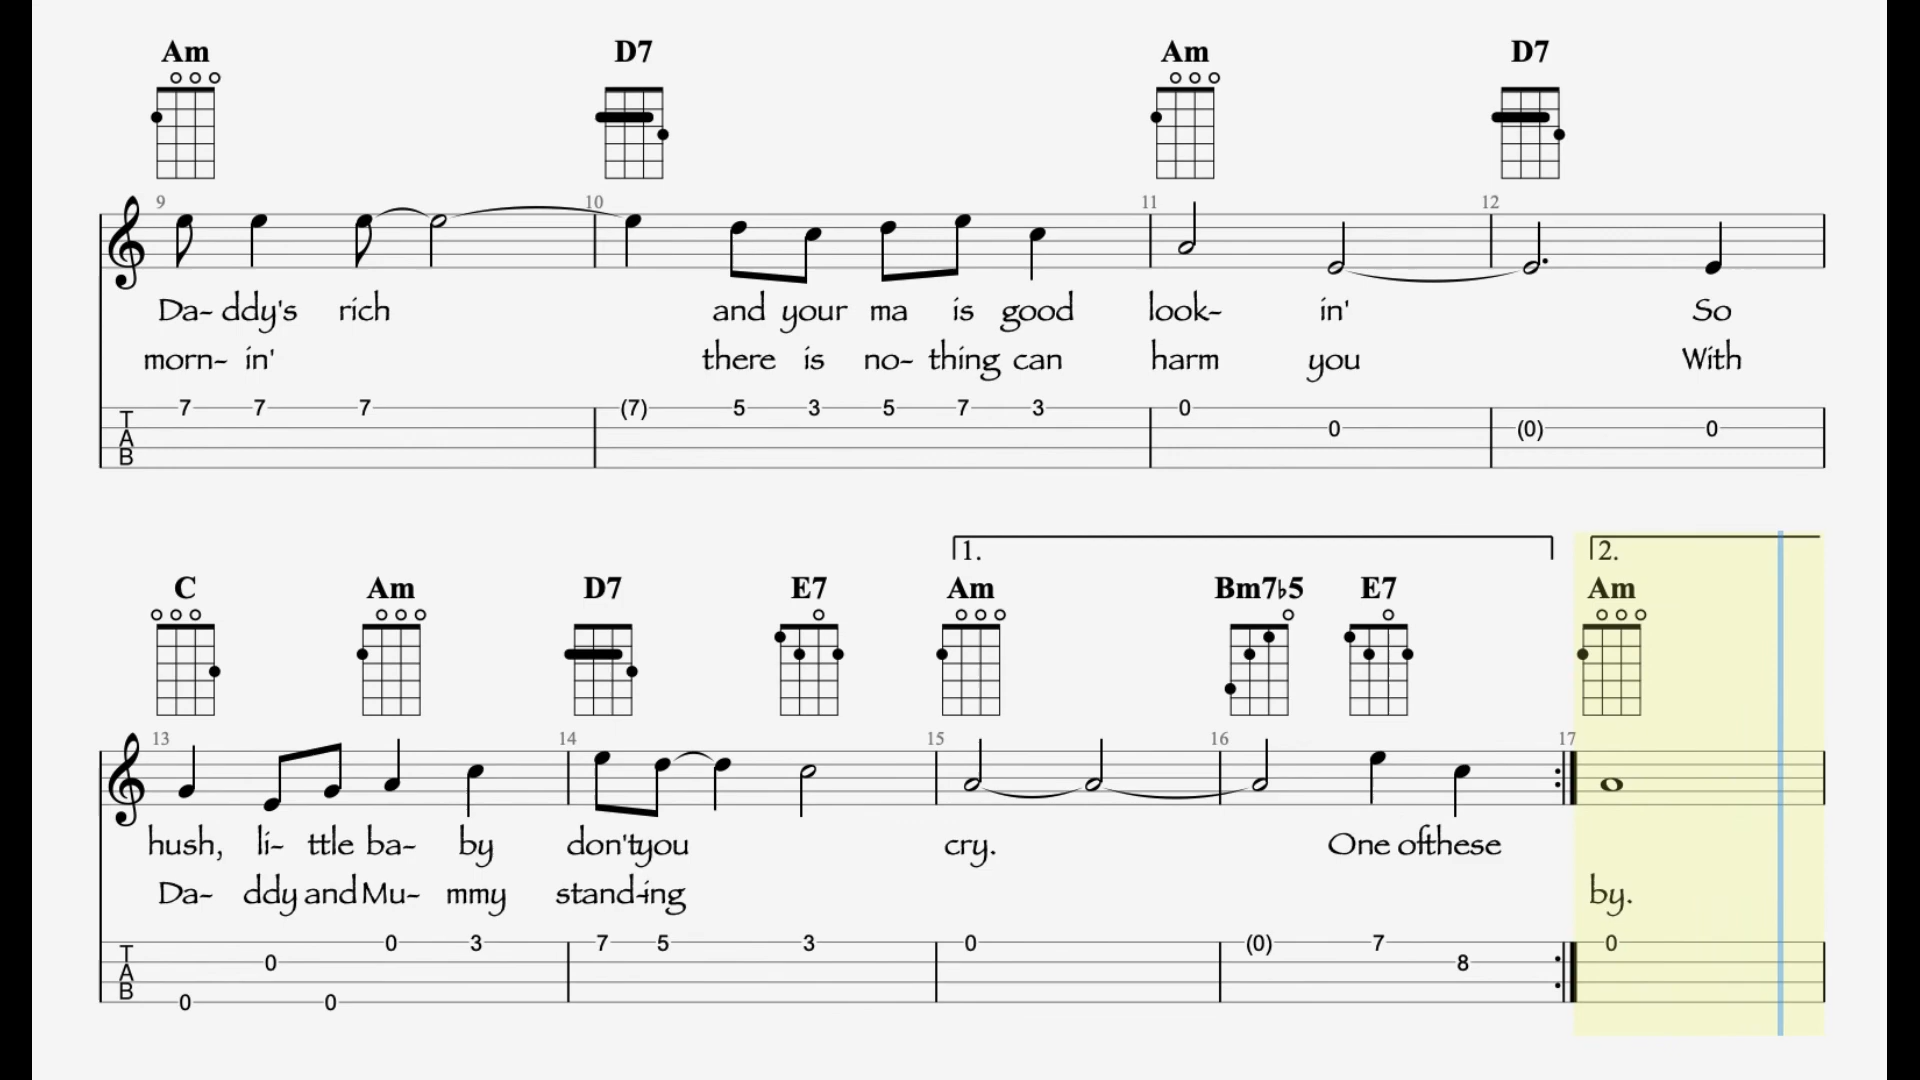 Am D7 Am D7
9 10 11 12
Da- ddy's rich and your ma is good look- in' So
morn- in' there is no- thing can harm you With
7 7 7 (7) 5 3 5 7 3 0
0 (0) 0
T
A
B
1. 2.
C Am D7 E7 Am Bm7♭5 E7 Am
13 14 15 16 17
hush, li- ttle ba- by don't you cry. One of these
Da- ddy and Mu- mmy stand- ing by.
0 3 7 5 3 0 (0) 7 0
0 8
0 0
T
A
B